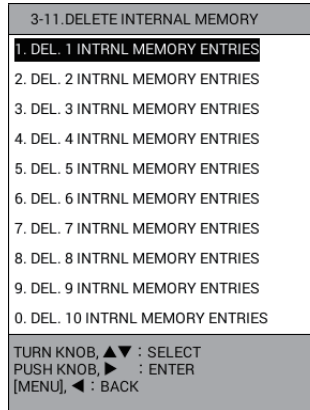 3-11.DELETE INTERNAL MEMORY
1. DEL. 1 INTRNL MEMORY ENTRIES
2. DEL. 2 INTRNL MEMORY ENTRIES
3. DEL. 3 INTRNL MEMORY ENTRIES
4. DEL. 4 INTRNL MEMORY ENTRIES
5. DEL. 5 INTRNL MEMORY ENTRIES
6. DEL. 6 INTRNL MEMORY ENTRIES
7. DEL. 7 INTRNL MEMORY ENTRIES
8. DEL. 8 INTRNL MEMORY ENTRIES
9. DEL. 9 INTRNL MEMORY ENTRIES
0. DEL. 10 INTRNL MEMORY ENTRIES
TURN KNOB, ▲▼ : SELECT
PUSH KNOB, ▶ : ENTER
[MENU], ◀ : BACK